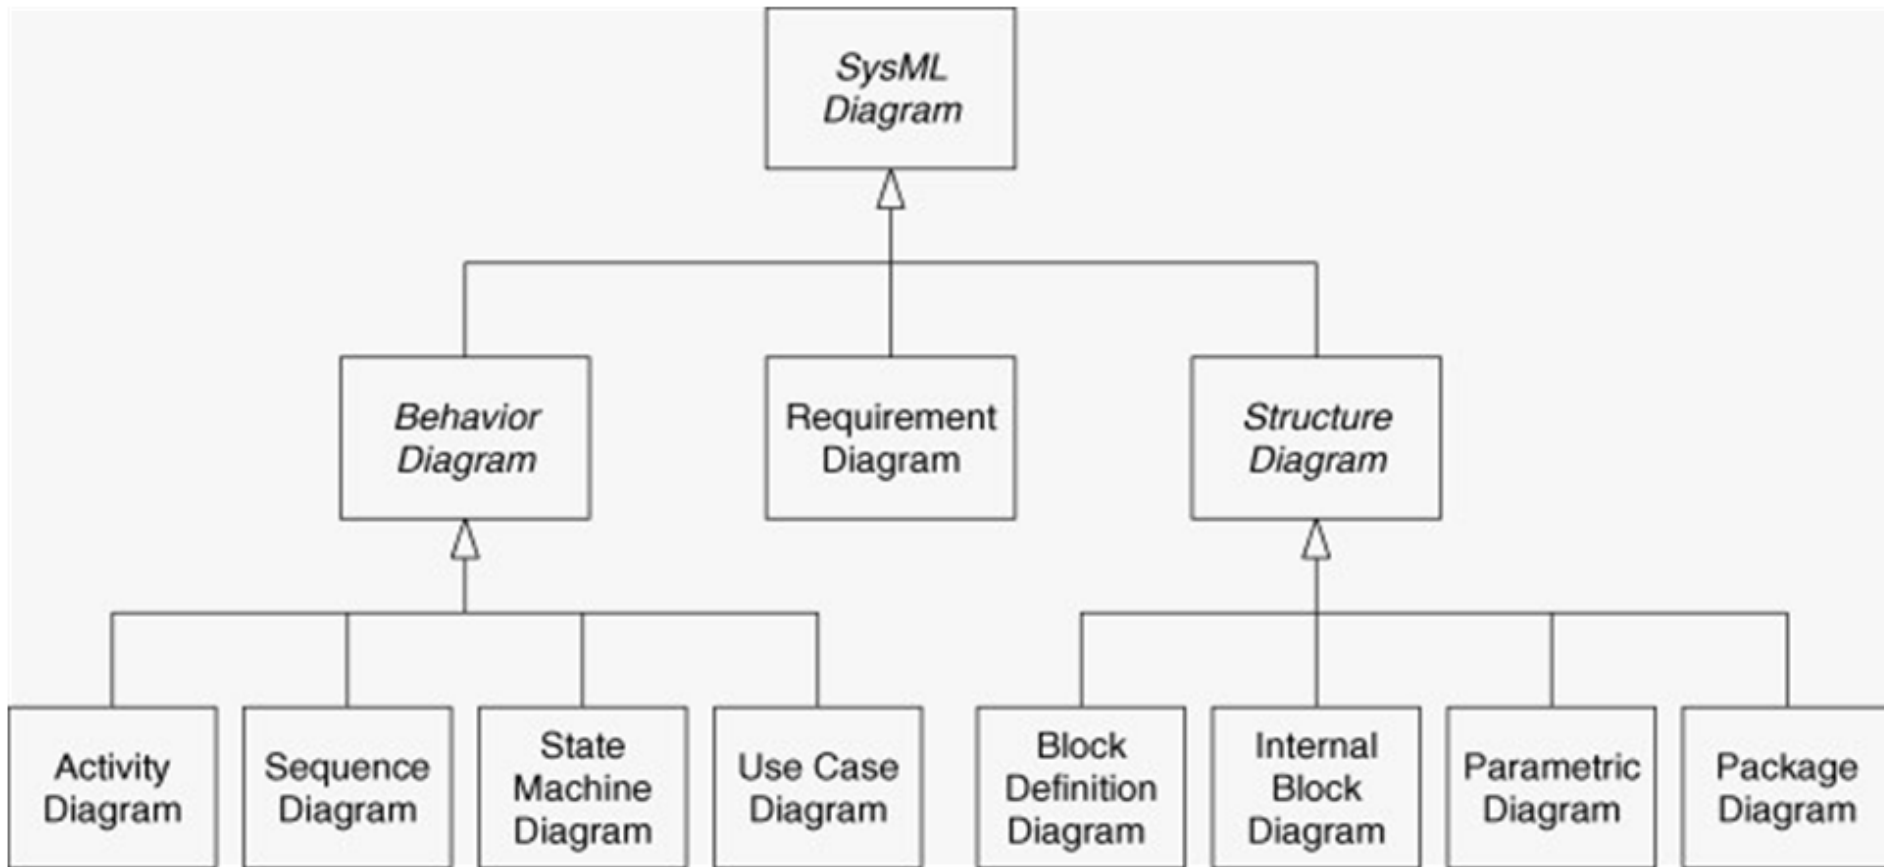 SysML
Diagram
Behavior
Diagram
Requirement
Diagram
Structure
Diagram
Activity
Diagram
Sequence
Diagram
State
Machine
Diagram
Use Case
Diagram
Block
Definition
Diagram
Internal
Block
Diagram
Parametric
Diagram
Package
Diagram